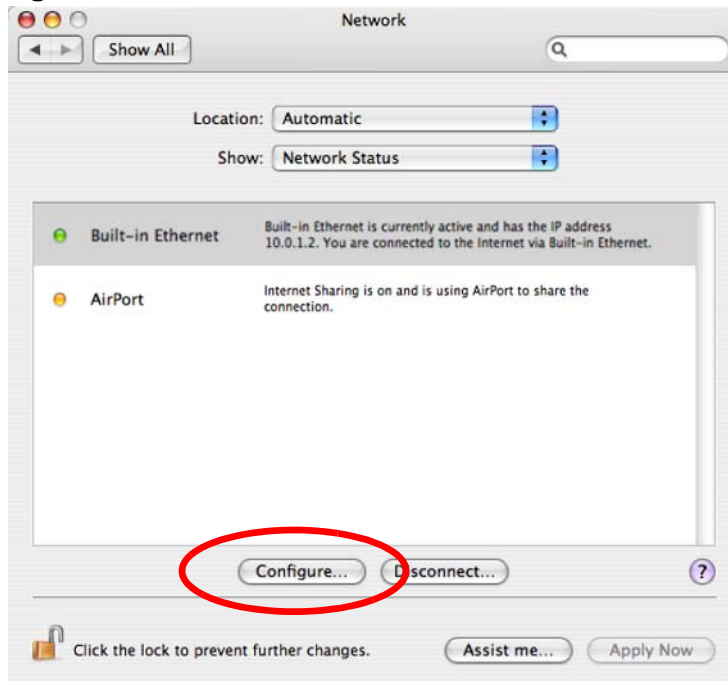 Network
Show All
Location: Automatic
Show: Network Status
Built-in Ethernet
Built-in Ethernet is currently active and has the IP address
10.0.1.2. You are connected to the Internet via Built-in Ethernet.
AirPort
Internet Sharing is on and is using AirPort to share the
connection.
Configure... Disconnect... ?
Click the lock to prevent further changes. Assist me... Apply Now